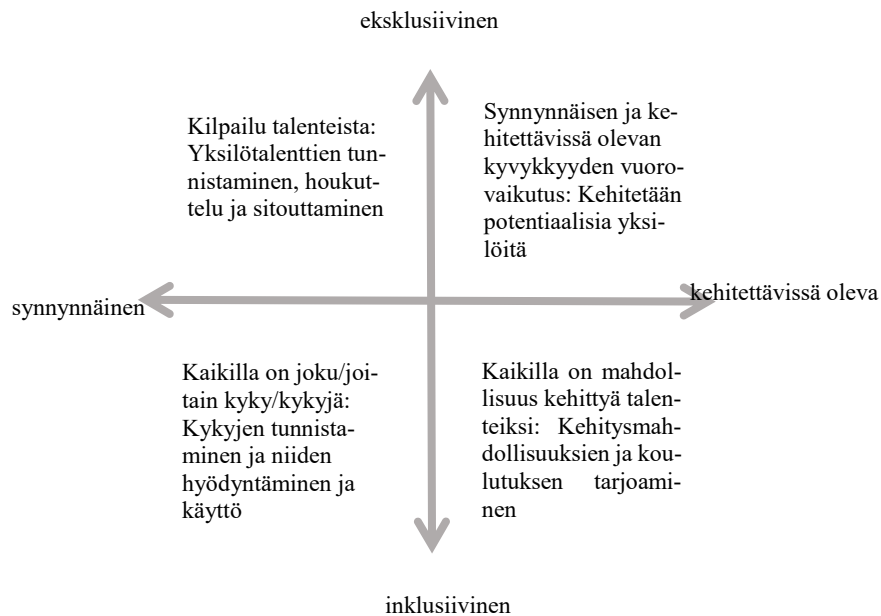 eksklusiivinen
Kilpailu talenteista:
Yksilötalenttien tun-
nistaminen, houkut-
telu ja sitouttaminen
Synnynnäisen ja ke-
hitettävissä olevan
kyvykkyyden vuoro-
vaikutus: Kehitetään
potentiaalisia yksi-
löitä
synnynnäinen
kehitettävissä oleva
Kaikilla on joku/joi-
tain kyky/kykyjä:
Kykyjen tunnista-
minen ja niiden
hyödyntäminen ja
käyttö
Kaikilla on mahdol-
lisuus kehittyä talen-
teiksi: Kehitysmah-
dollisuuksien ja kou-
lutuksen tarjoami-
nen
inklusiivinen